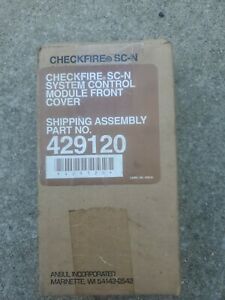 CHECKFIRE® SC-N
CHECKFIRE SC-N
SYSTEM CONTROL
MODULE FRONT
COVER
SHIPPING ASSEMBLY
PART NO.
429120
ANSUL INCORPORATED
MARINETTE, WI 54143-2542